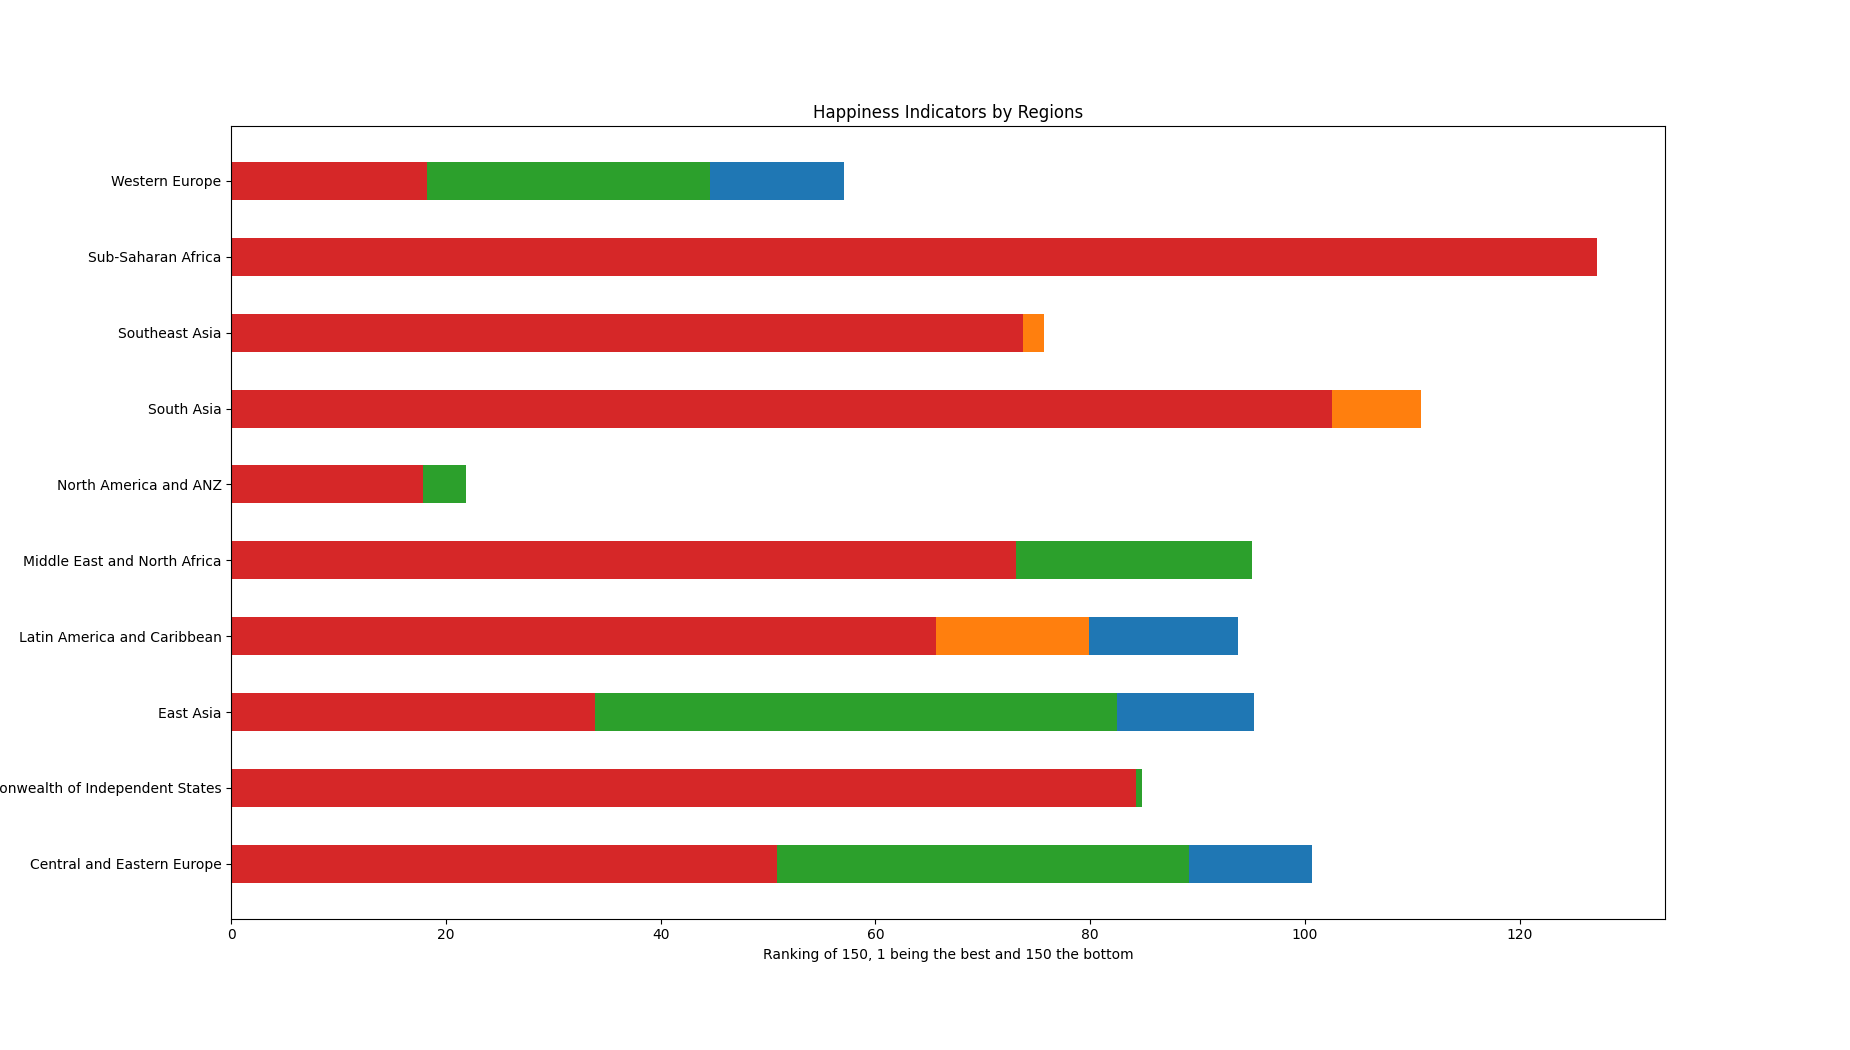 Happiness Indicators by Regions
Western Europe
Sub-Saharan Africa
Southeast Asia
South Asia
North America and ANZ
Middle East and North Africa
Latin America and Caribbean
East Asia
onwealth of Independent States
Central and Eastern Europe
0 20 40 60 80 100 120
Ranking of 150, 1 being the best and 150 the bottom